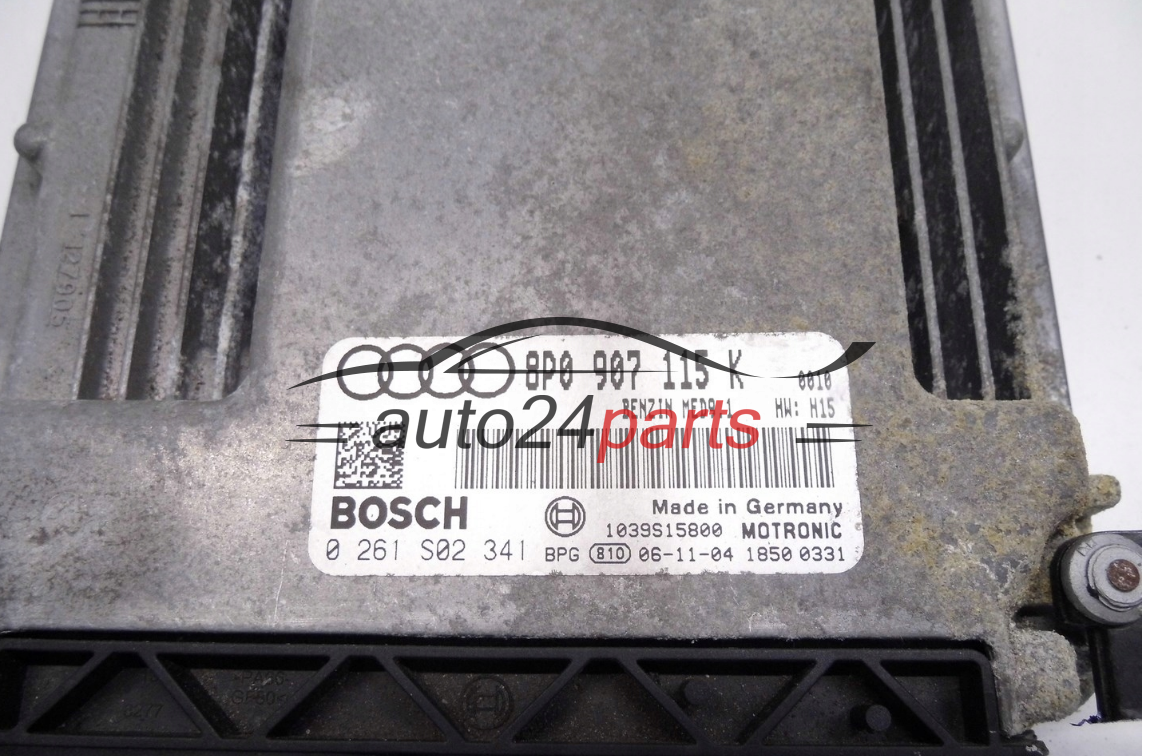 8P0 907 115 K 0010
BENZIN MED9.1 HW: H15
auto24parts
BOSCH
Made in Germany
1039S15800 MOTRONIC
0 261 S02 341 BPG 810 06-11-04 1850 0331